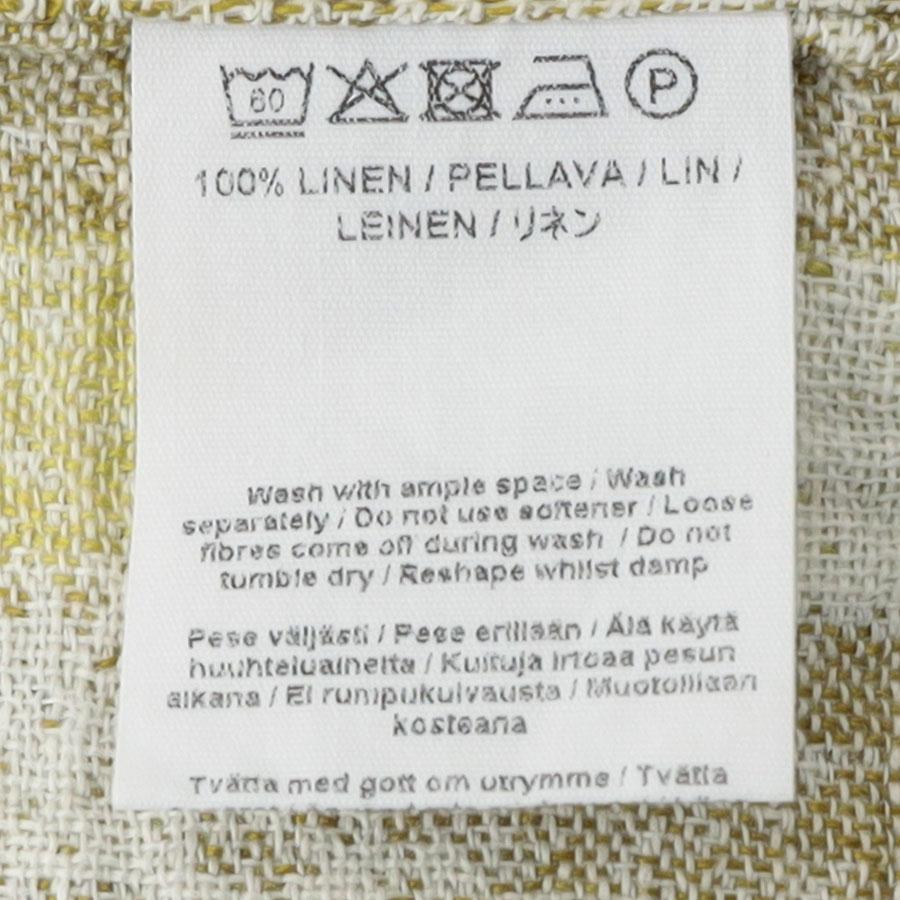 60
P
100% LINEN / PELLAVA / LIN /
LEINEN / リネン
Wash with ample space / Wash
separately / Do not use softener / Loose
fibres come off during wash / Do not
tumble dry / Reshape whilst damp
Pese väljästi / Pese erillään / Älä käytä
huuhteluainetta / Kuituja irtoaa pesun
aikana / Ei rumpukuivausta / Muotoillaan
kosteana
Tvätta med gott om utrymme / Tvätta